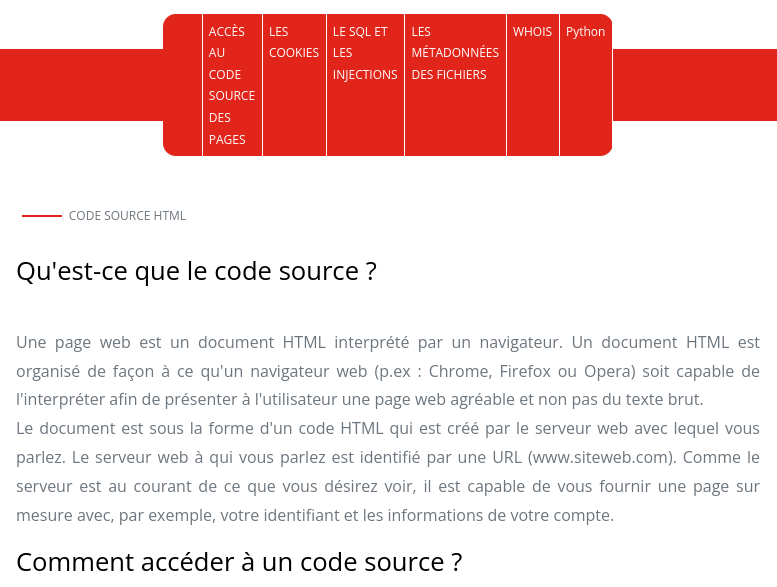 ACCÈS
AU
CODE
SOURCE
DES
PAGES
LES
COOKIES
LE SQL ET
LES
INJECTIONS
LES
MÉTADONNÉES
DES FICHIERS
WHOIS
Python
CODE SOURCE HTML
Qu'est-ce que le code source ?
Une page web est un document HTML interprété par un navigateur. Un document HTML est
organisé de façon à ce qu'un navigateur web (p.ex : Chrome, Firefox ou Opera) soit capable de
l'interpréter afin de présenter à l'utilisateur une page web agréable et non pas du texte brut.
Le document est sous la forme d'un code HTML qui est créé par le serveur web avec lequel vous
parlez. Le serveur web à qui vous parlez est identifié par une URL (www.siteweb.com). Comme le
serveur est au courant de ce que vous désirez voir, il est capable de vous fournir une page sur
mesure avec, par exemple, votre identifiant et les informations de votre compte.
Comment accéder à un code source ?